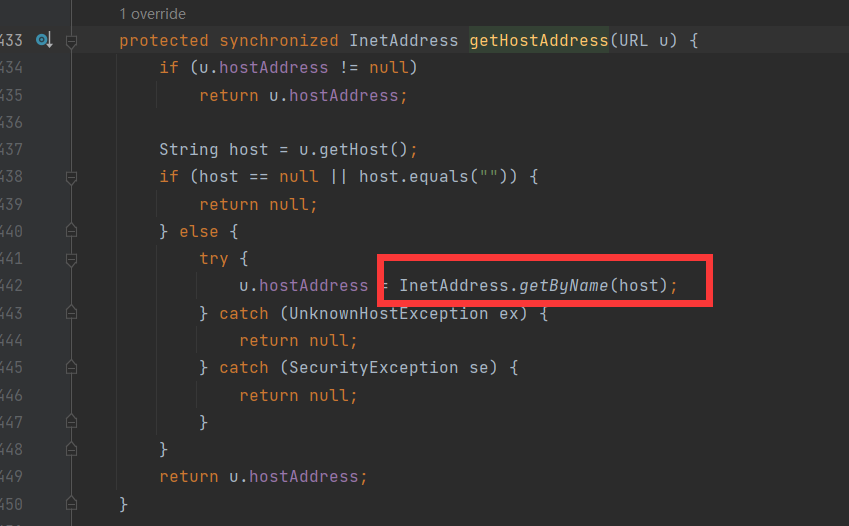 1 override
433 protected synchronized InetAddress getHostAddress(URL u) {
434 if (u.hostAddress != null)
435 return u.hostAddress;
436
437 String host = u.getHost();
438 if (host == null || host.equals("")) {
439 return null;
440 } else {
441 try {
442 u.hostAddress = InetAddress.getByName(host);
443 } catch (UnknownHostException ex) {
444 return null;
445 } catch (SecurityException se) {
446 return null;
447 }
448 }
449 return u.hostAddress;
450 }